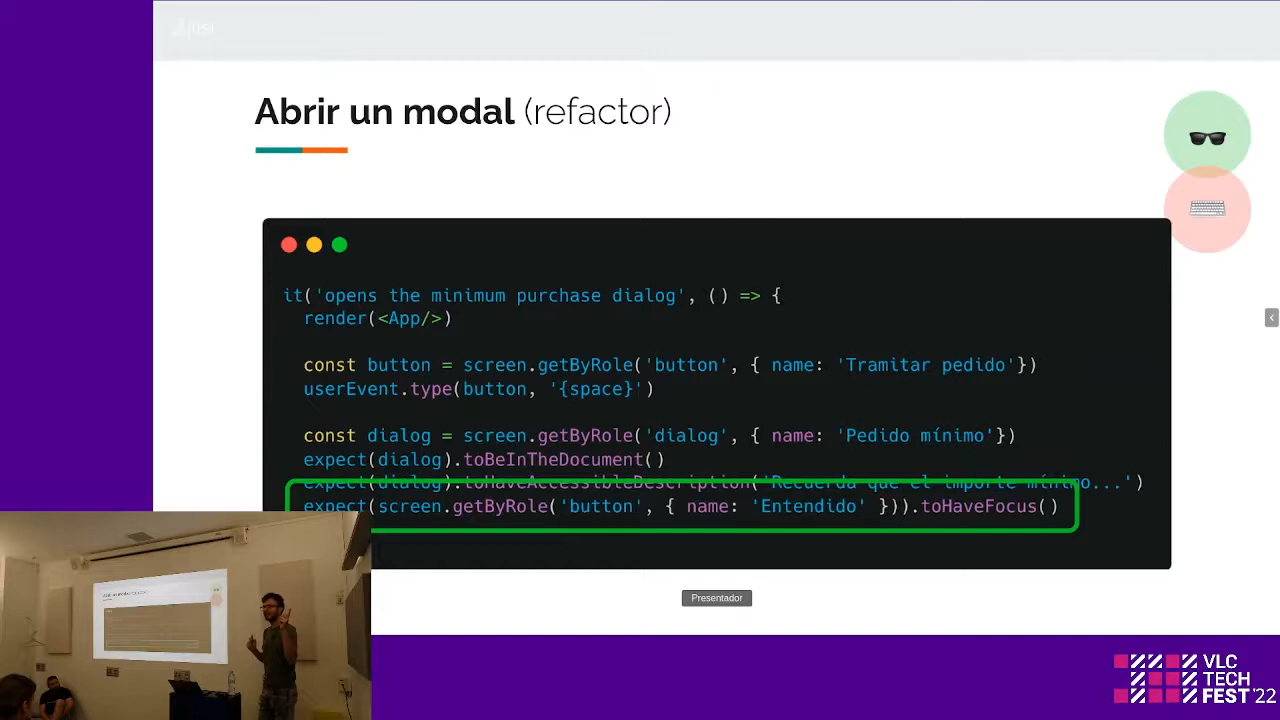 Abrir un modal (refactor)
it('opens the minimum purchase dialog', () => {
render(<App/>)
const button = screen.getByRole('button', { name: 'Tramitar pedido'})
userEvent.type(button, '{space}')
const dialog = screen.getByRole('dialog', { name: 'Pedido mínimo'})
expect(dialog).toBeInTheDocument()
expect(dialog).toHaveAccessibleDescription('Recuerda que el importe mínimo...')
expect(screen.getByRole('button', { name: 'Entendido' })).toHaveFocus()
Presentador
VLC
TECH
FEST'22